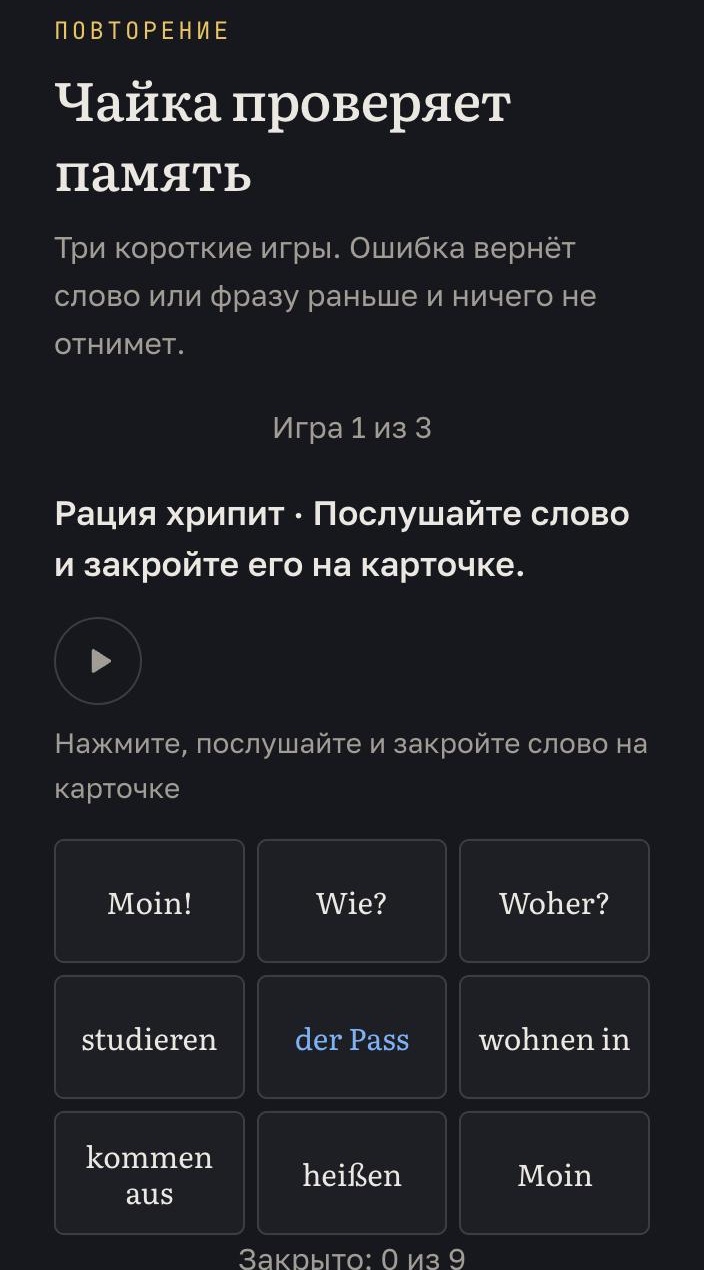 ПОВТОРЕНИЕ
Чайка проверяет
память
Три короткие игры. Ошибка вернёт
слово или фразу раньше и ничего не
отнимет.
Игра 1 из 3
Рация хрипит · Послушайте слово
и закройте его на карточке.
Нажмите, послушайте и закройте слово на
карточке
Moin!
Wie?
Woher?
studieren
der Pass
wohnen in
kommen
aus
heißen
Moin
Закрыто: 0 из 9